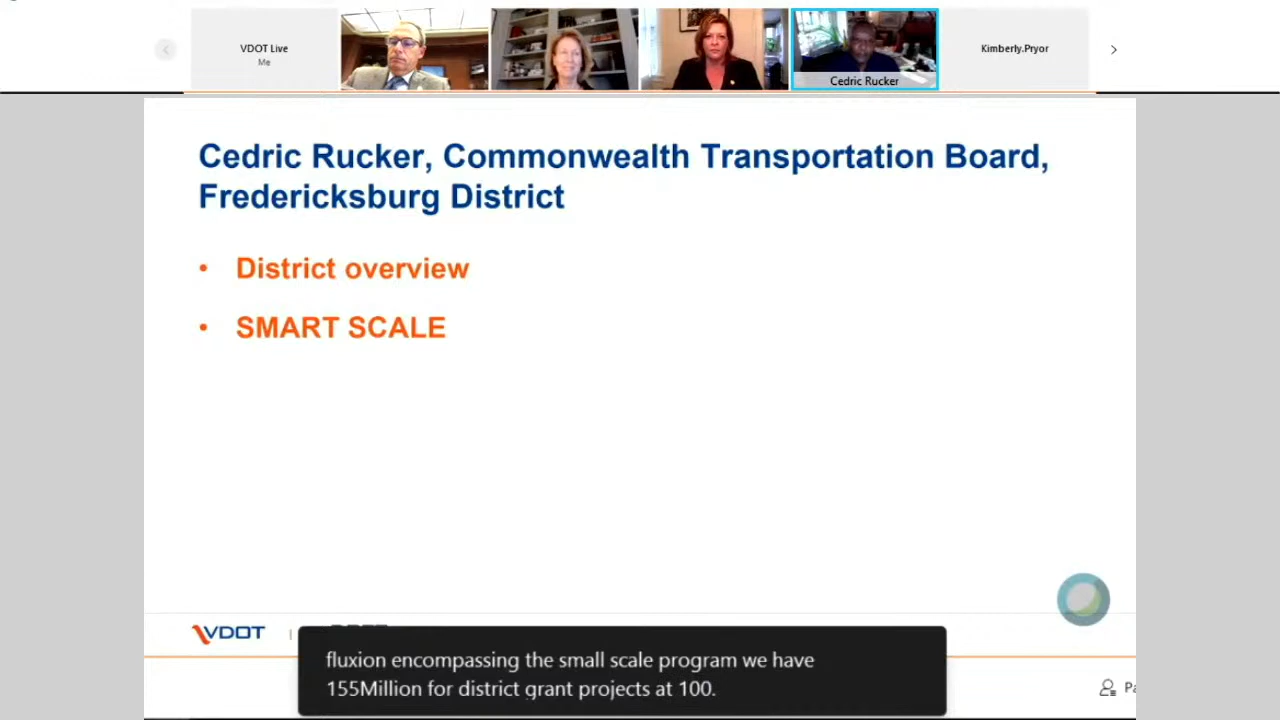 VDOT Live
Me
Cedric Rucker
Kimberly.Pryor
Cedric Rucker, Commonwealth Transportation Board,
Fredericksburg District
• District overview
• SMART SCALE
VDOT
fluxion encompassing the small scale program we have
155Million for district grant projects at 100.